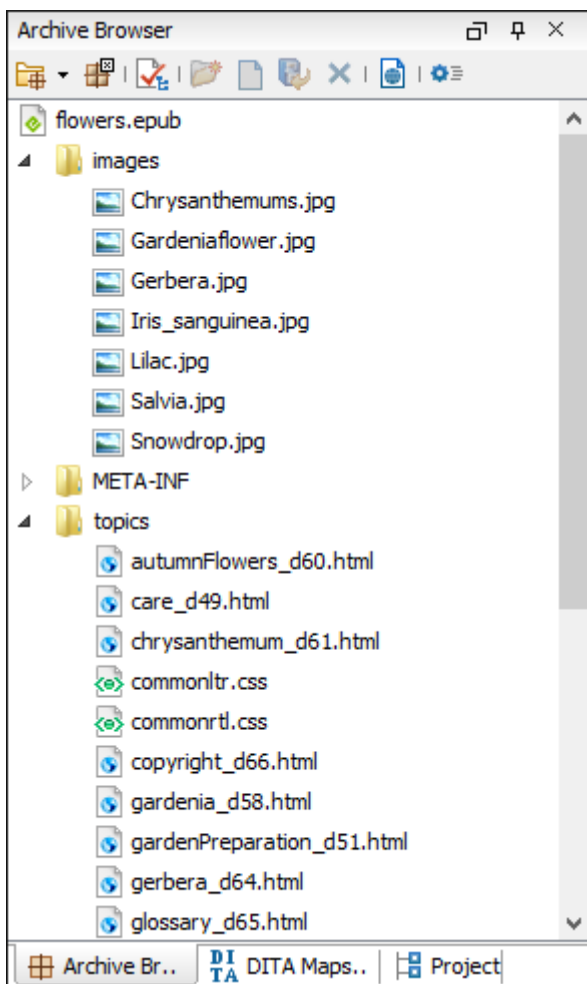 Archive Browser
flowers.epub
images
Chrysanthemums.jpg
Gardeniaflower.jpg
Gerbera.jpg
Iris_sanguinea.jpg
Lilac.jpg
Salvia.jpg
Snowdrop.jpg
META-INF
topics
autumnFlowers_d60.html
care_d49.html
chrysanthemum_d61.html
commonltr.css
commonrtl.css
copyright_d66.html
gardenia_d58.html
gardenPreparation_d51.html
gerbera_d64.html
glossary_d65.html
Archive Br.. DITA DITA Maps.. Project